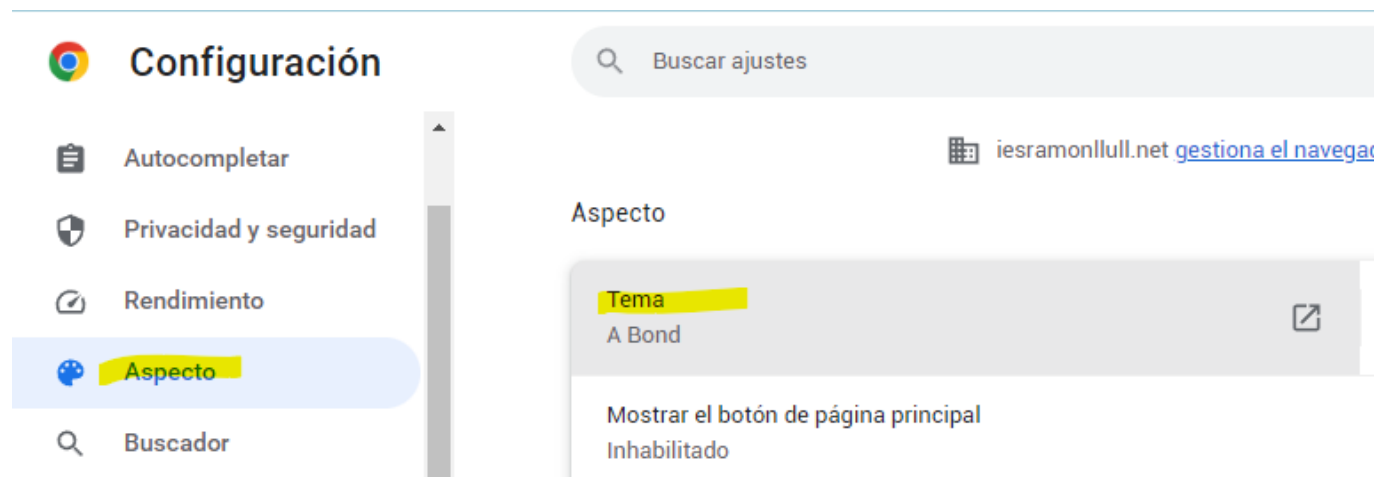 Configuración
Buscar ajustes
Autocompletar
Privacidad y seguridad
Rendimiento
Aspecto
Buscador
iesramonllull.net gestiona el navegad
Aspecto
Tema
A Bond
Mostrar el botón de página principal
Inhabilitado